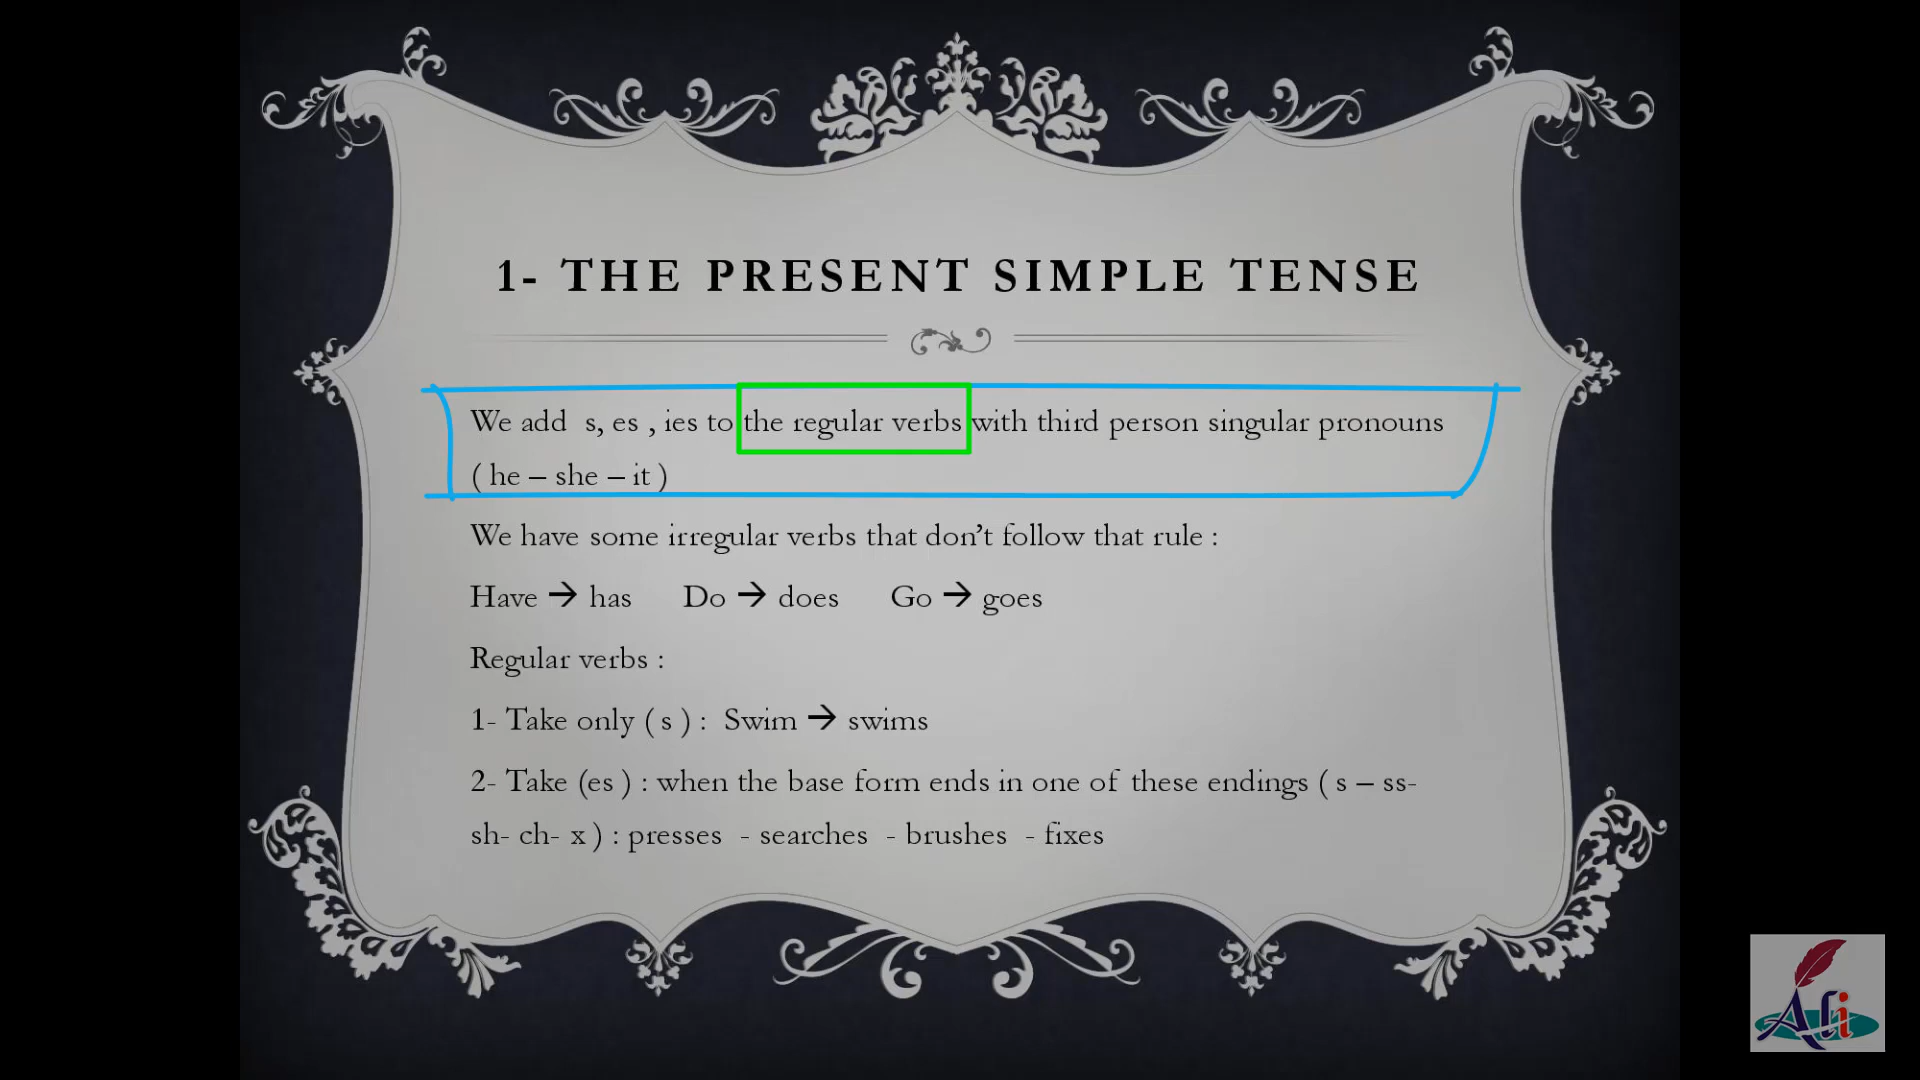 1- THE PRESENT SIMPLE TENSE
We add s, es , ies to the regular verbs with third person singular pronouns
( he – she – it )
We have some irregular verbs that don’t follow that rule :
Have → has Do → does Go → goes
Regular verbs :
1- Take only ( s ) : Swim → swims
2- Take (es ) : when the base form ends in one of these endings ( s – ss-
sh- ch- x ) : presses - searches - brushes - fixes
Ali